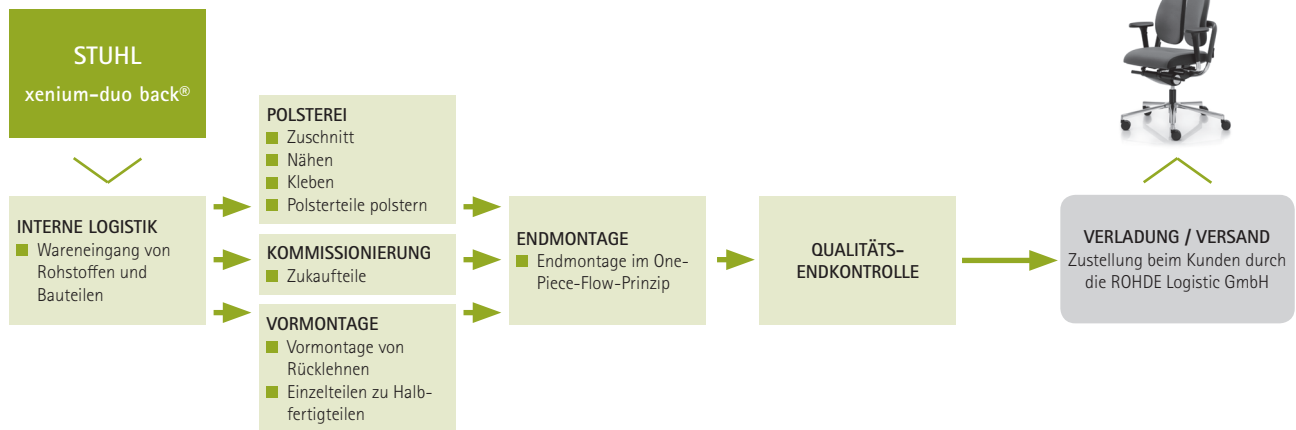 STUHL
xenium-duo back®
INTERNE LOGISTIK
Wareneingang von
Rohstoffen und
Bauteilen
POLSTEREI
Zuschnitt
Nähen
Kleben
Polsterteile polstern
KOMMISSIONIERUNG
Zukaufteile
VORMONTAGE
Vormontage von
Rücklehnen
Einzelteilen zu Halb-
fertigteilen
ENDMONTAGE
Endmontage im One-
Piece-Flow-Prinzip
QUALITÄTS-
ENDKONTROLLE
VERLADUNG / VERSAND
Zustellung beim Kunden durch
die ROHDE Logistic GmbH